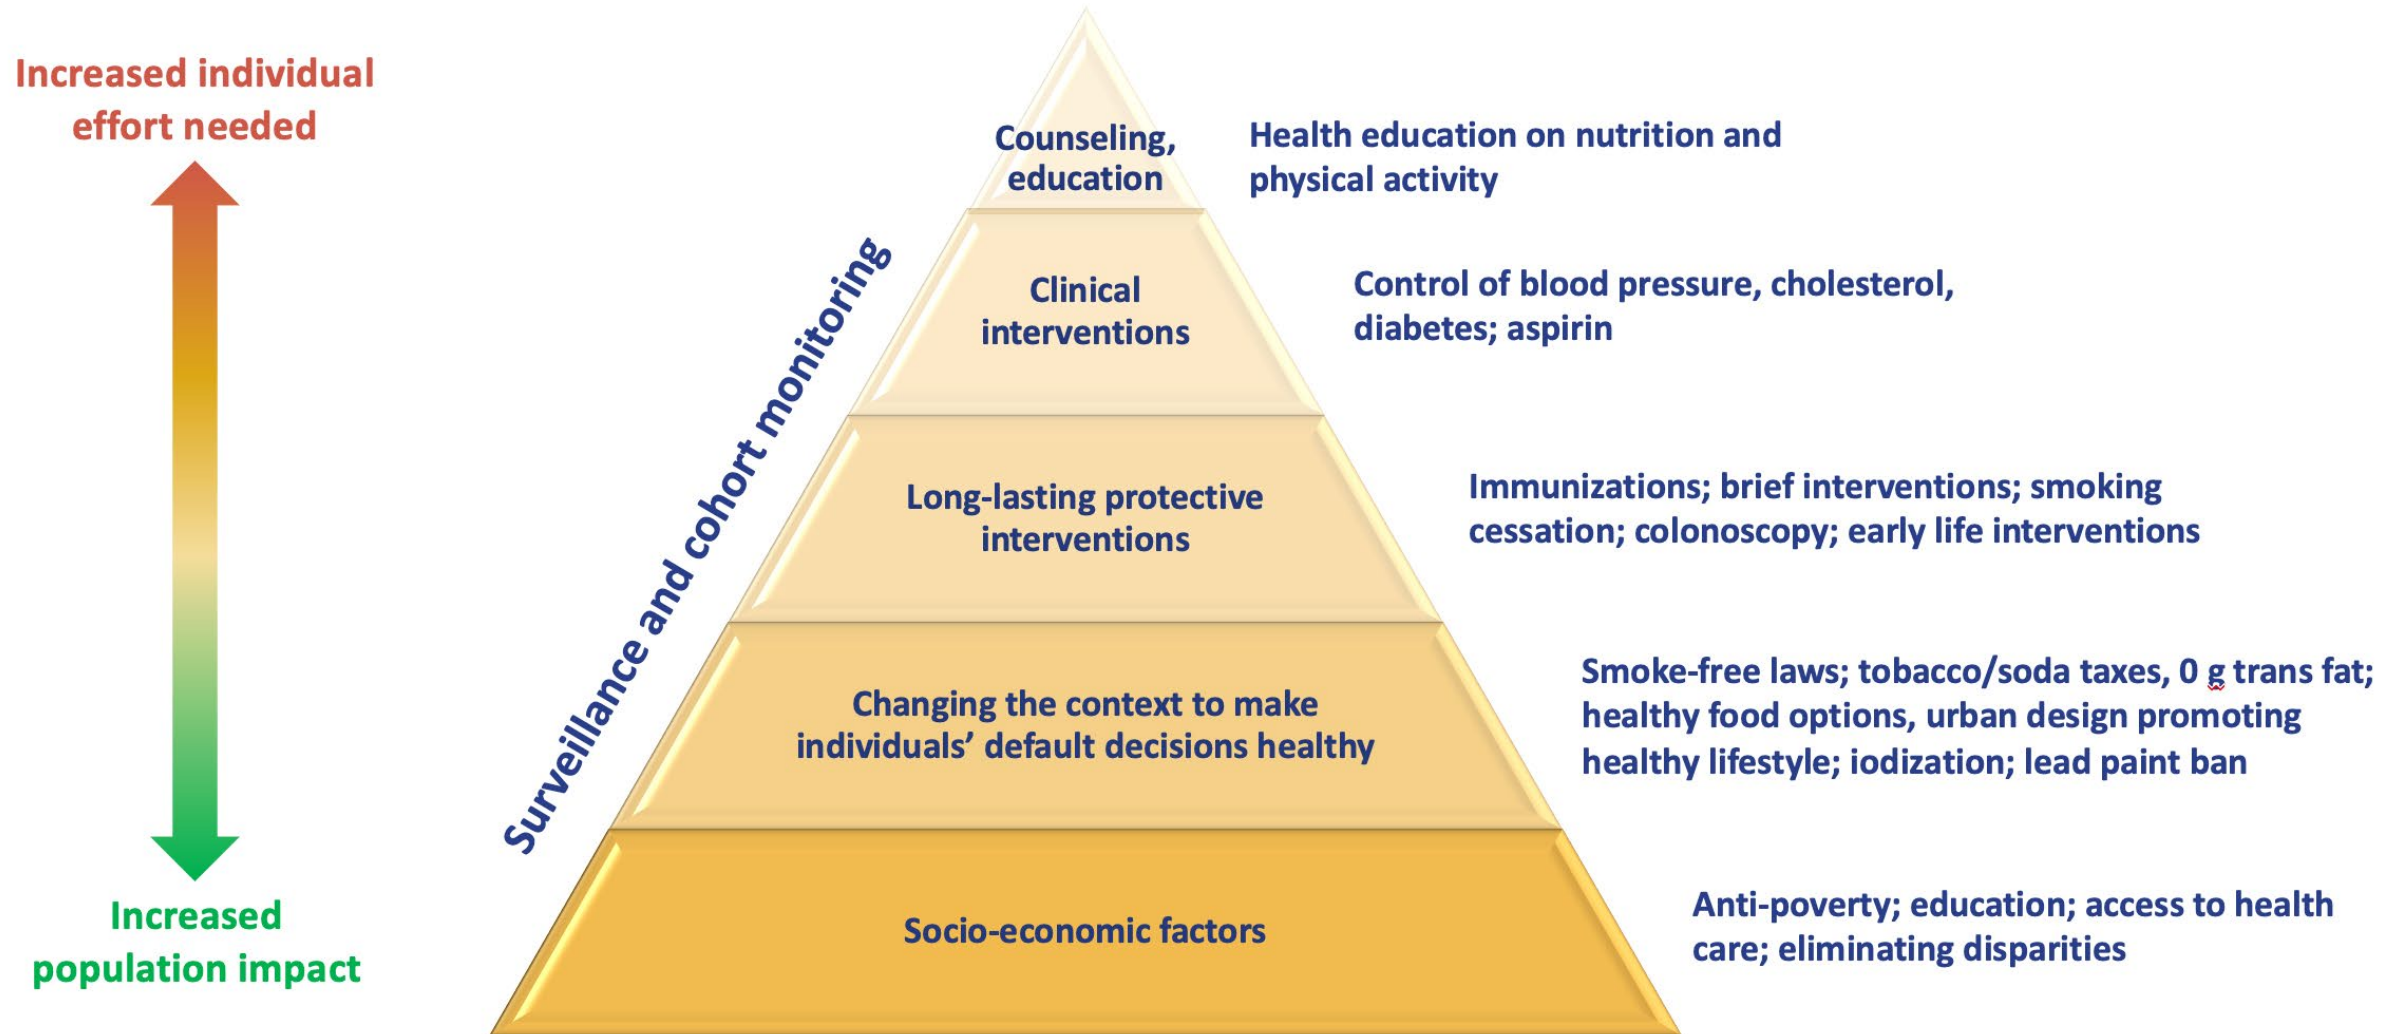 Increased individual
effort needed
Increased
population impact
Surveillance and cohort monitoring
Counseling,
education
Health education on nutrition and
physical activity
Clinical
interventions
Control of blood pressure, cholesterol,
diabetes; aspirin
Long-lasting protective
interventions
Immunizations; brief interventions; smoking
cessation; colonoscopy; early life interventions
Changing the context to make
individuals’ default decisions healthy
Smoke-free laws; tobacco/soda taxes, 0 g trans fat;
healthy food options, urban design promoting
healthy lifestyle; iodization; lead paint ban
Socio-economic factors
Anti-poverty; education; access to health
care; eliminating disparities